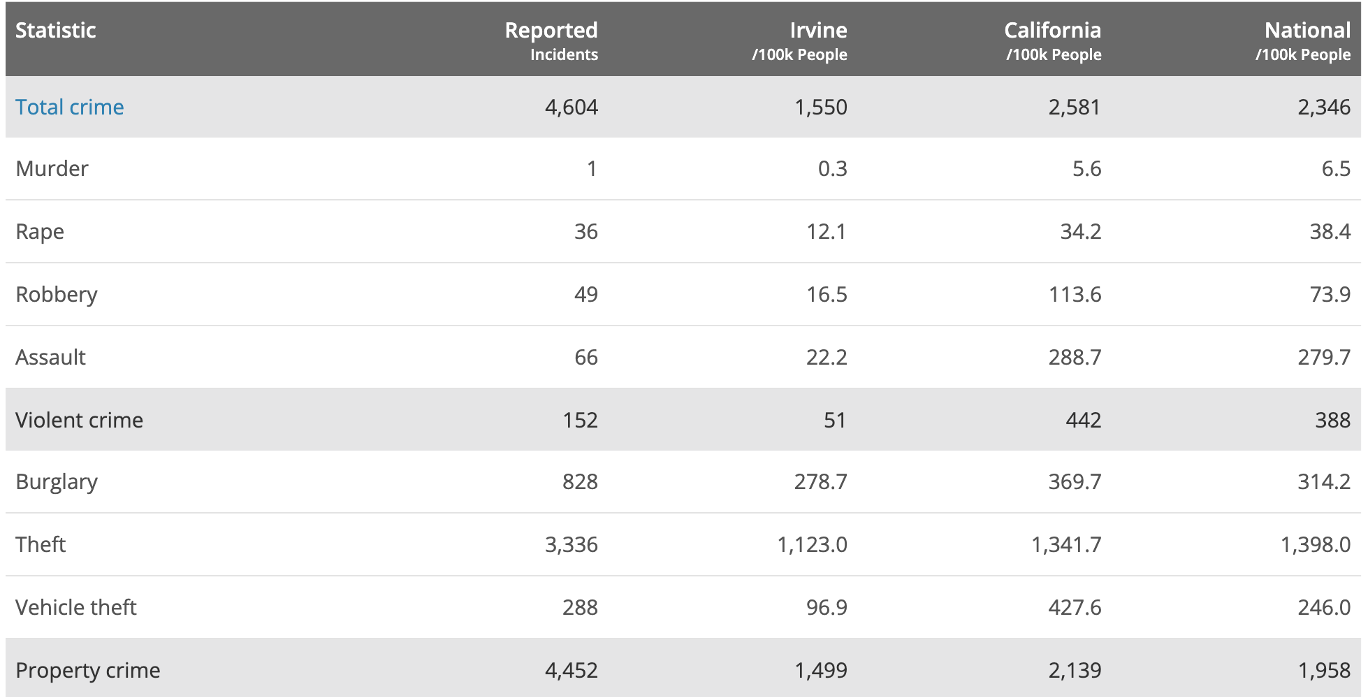 Statistic Reported Irvine California National
Incidents /100k People /100k People /100k People
Total crime 4,604 1,550 2,581 2,346
Murder 1 0.3 5.6 6.5
Rape 36 12.1 34.2 38.4
Robbery 49 16.5 113.6 73.9
Assault 66 22.2 288.7 279.7
Violent crime 152 51 442 388
Burglary 828 278.7 369.7 314.2
Theft 3,336 1,123.0 1,341.7 1,398.0
Vehicle theft 288 96.9 427.6 246.0
Property crime 4,452 1,499 2,139 1,958